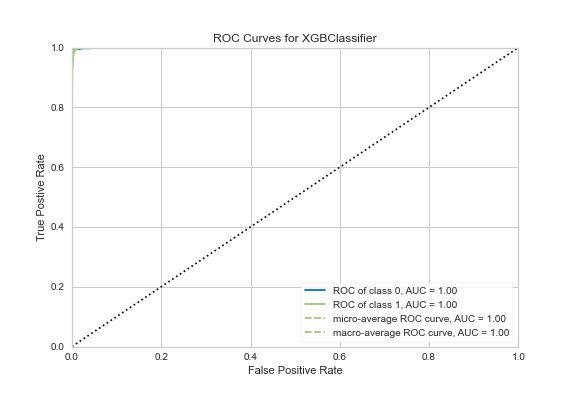 ROC Curves for XGBClassifier
True Postive Rate
1.0
0.8
0.6
0.4
0.2
0.0
ROC of class 0, AUC = 1.00
ROC of class 1, AUC = 1.00
micro-average ROC curve, AUC = 1.00
macro-average ROC curve, AUC = 1.00
0.0 0.2 0.4 0.6 0.8 1.0
False Positive Rate